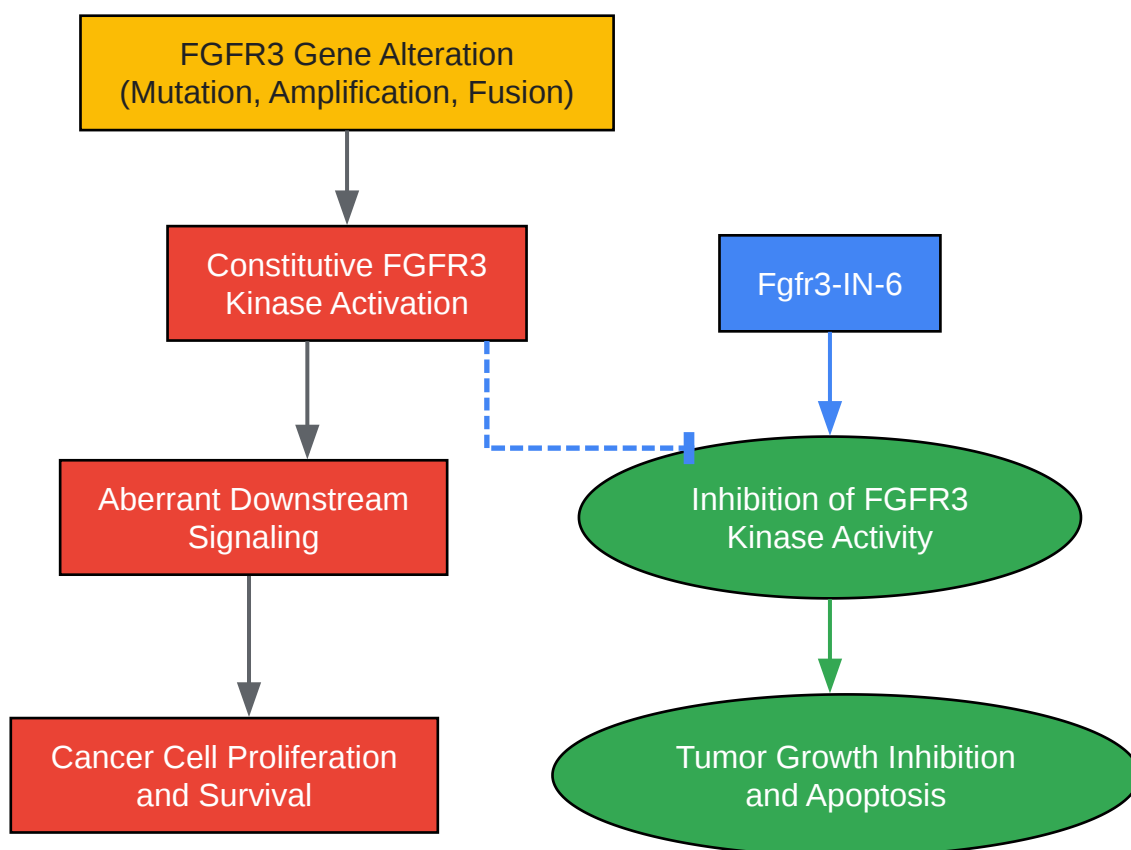 FGFR3 Gene Alteration
(Mutation, Amplification, Fusion)
Constitutive FGFR3
Kinase Activation
Fgfr3-IN-6
Aberrant Downstream
Signaling
Inhibition of FGFR3
Kinase Activity
Cancer Cell Proliferation
and Survival
Tumor Growth Inhibition
and Apoptosis